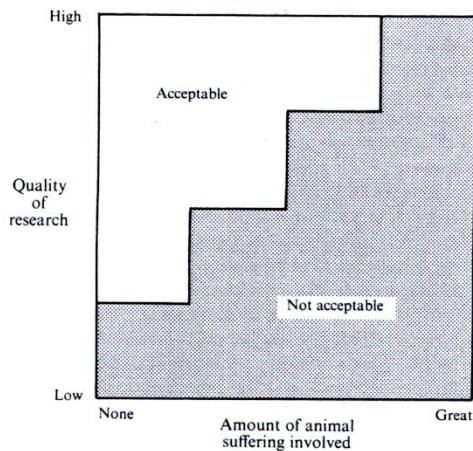 High
Acceptable
Quality
of
research
Not acceptable
Low
None
Great
Amount of animal
suffering involved